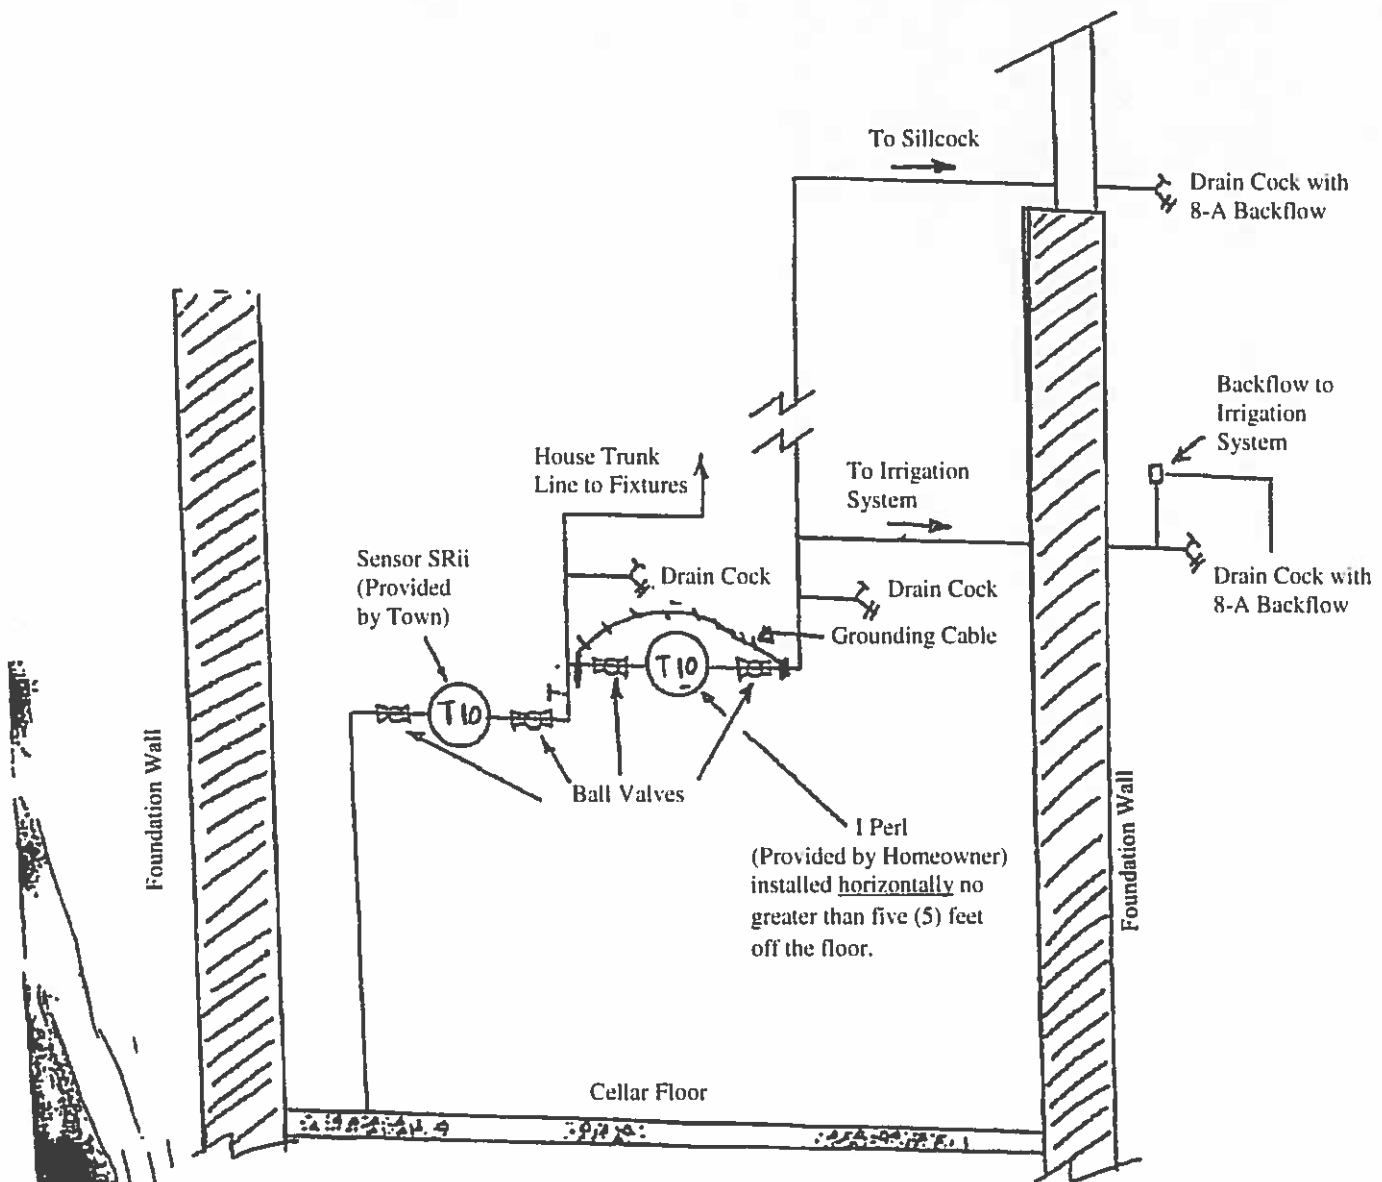 To Sillcock
Drain Cock with
8-A Backflow
Backflow to
Irrigation
System
House Trunk
Line to Fixtures
To Irrigation
System
Sensor SRii
(Provided
by Town)
Drain Cock
Drain Cock
Drain Cock with
8-A Backflow
Grounding Cable
T10
T10
Ball Valves
Foundation Wall
I Perl
(Provided by Homeowner)
installed horizontally no
greater than five (5) feet
off the floor.
Foundation Wall
Cellar Floor